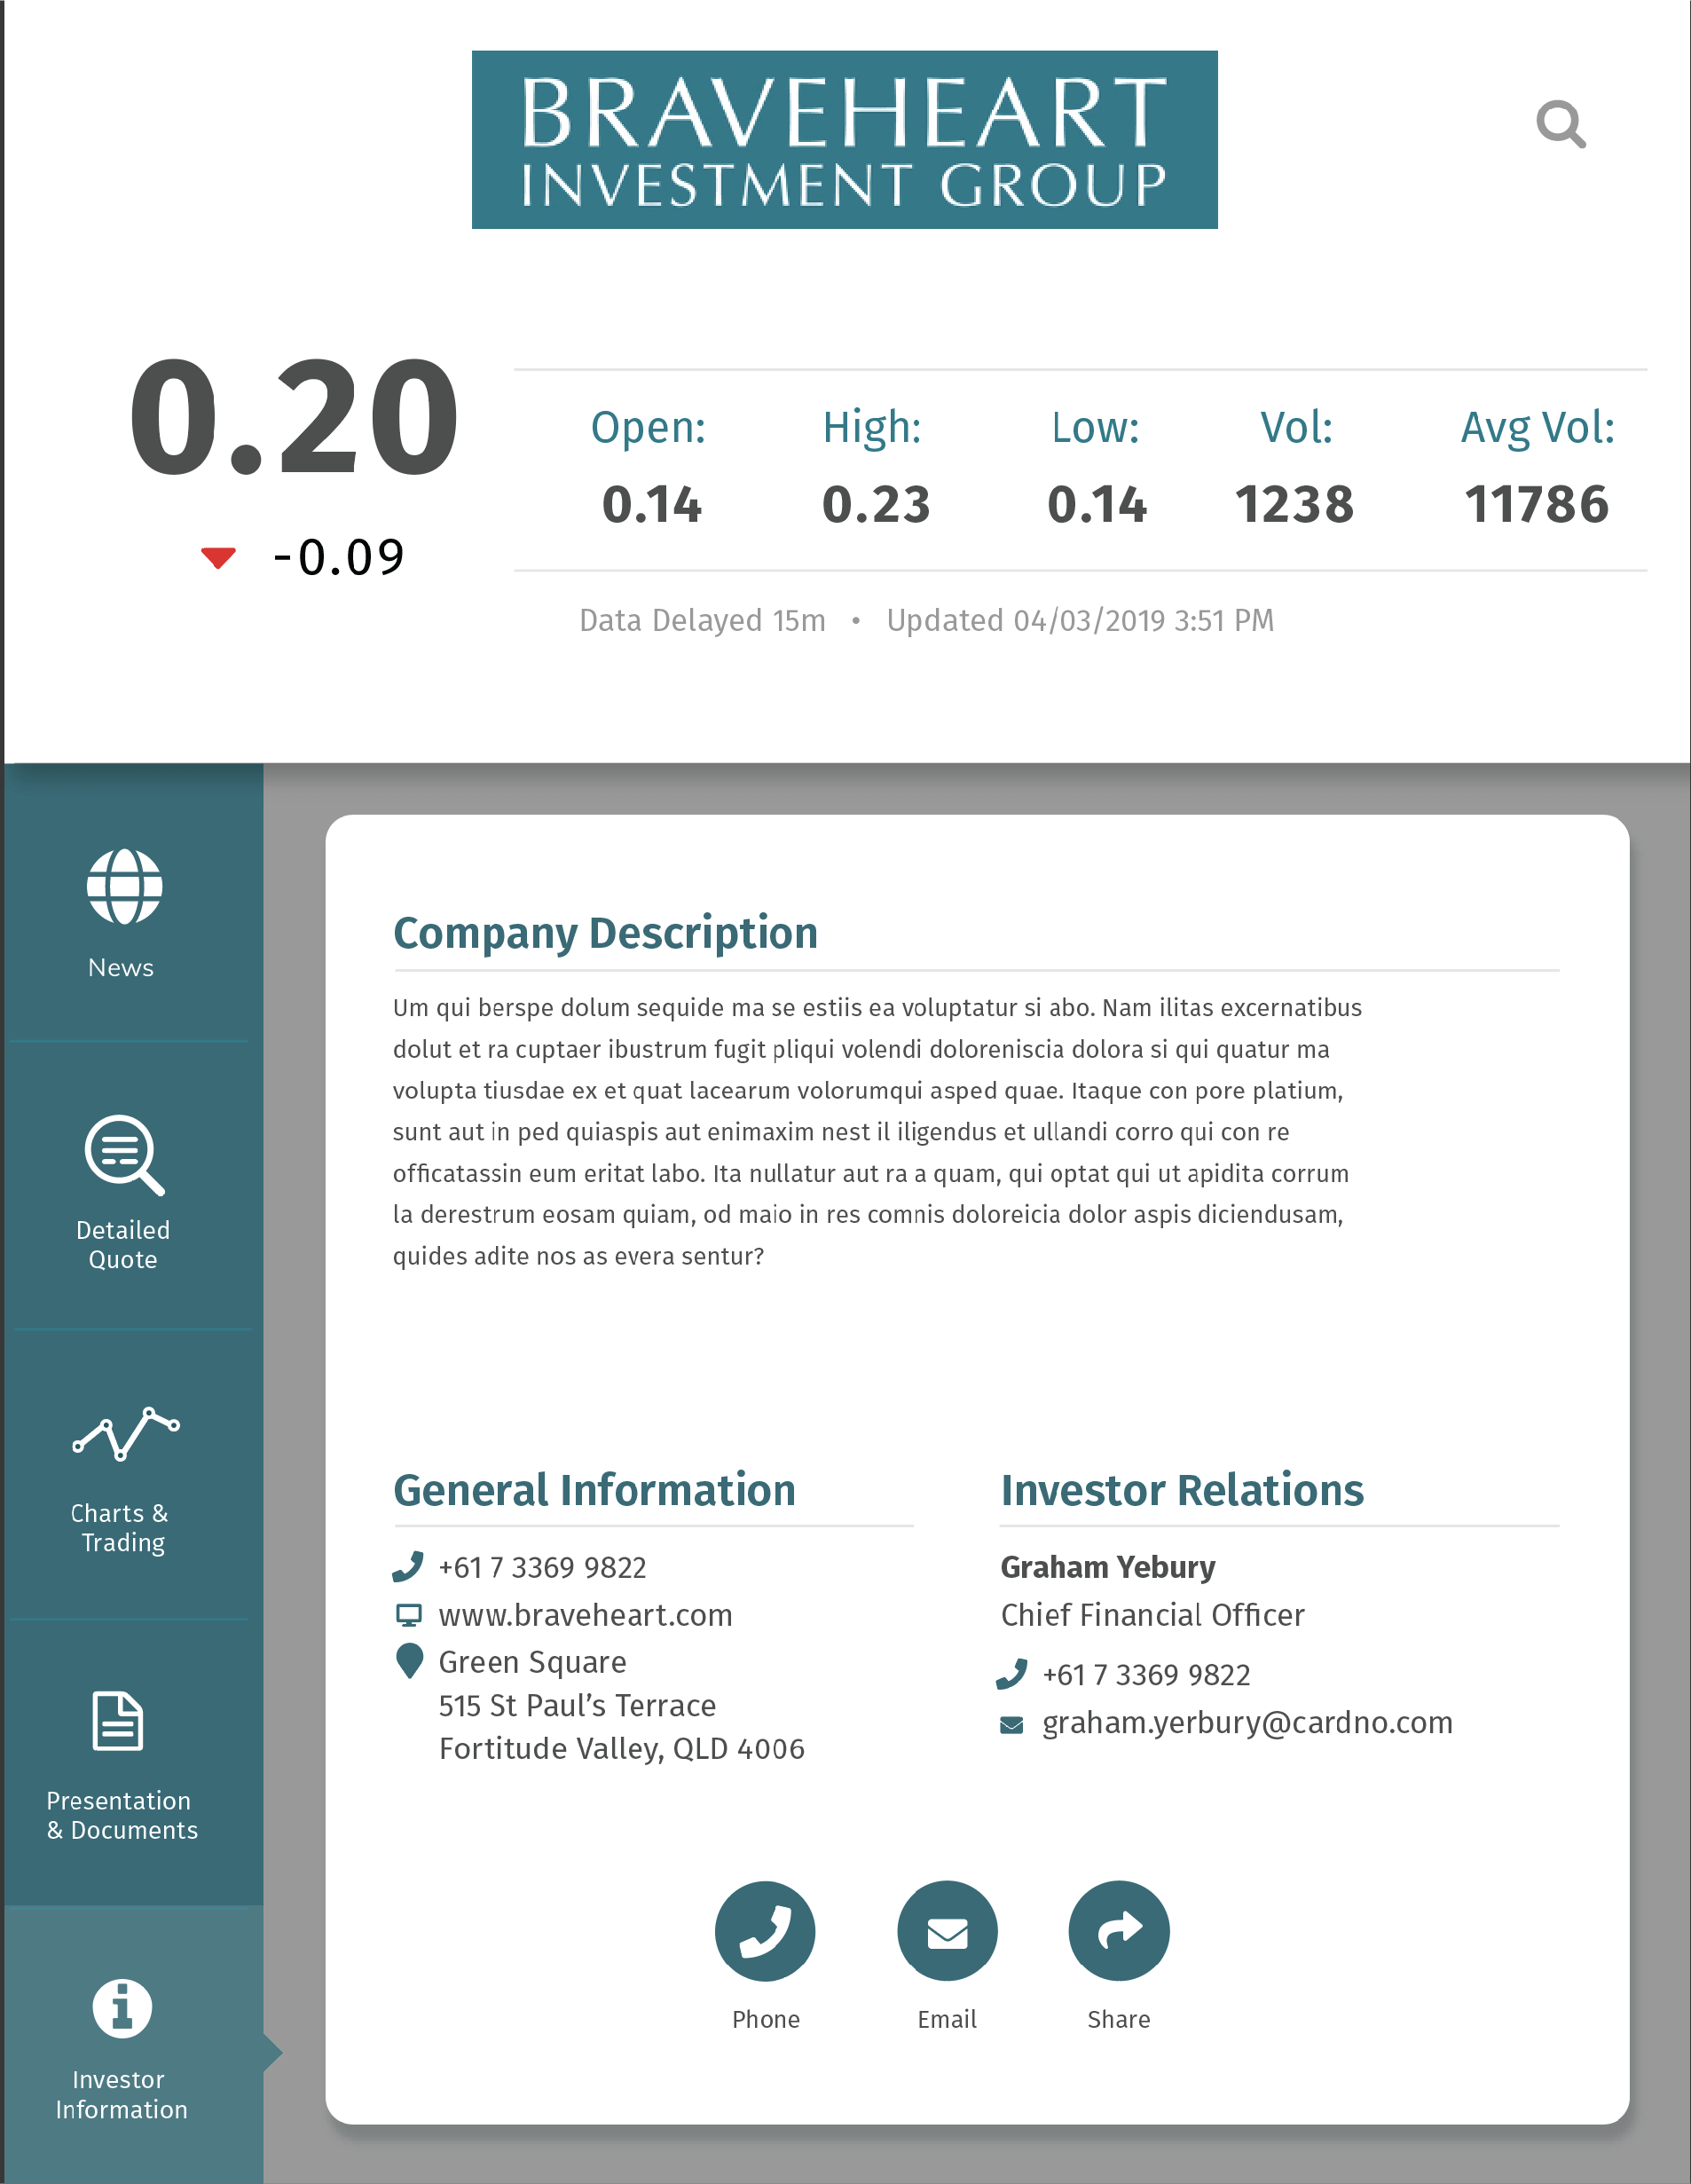 BRAVEHEART
INVESTMENT GROUP
0.20
-0.09
Open: High: Low: Vol: Avg Vol:
0.14 0.23 0.14 1238 11786
Data Delayed 15m • Updated 04/03/2019 3:51 PM
News
Detailed
Quote
Charts &
Trading
Presentation
& Documents
Investor
Information
Company Description
Um qui berspe dolum sequide ma se estiis ea voluptatur si abo. Nam ilitas excernatibus
dolut et ra cuptaer ibustrum fugit pliqui volendi doloreniscia dolora si qui quatur ma
volupta tiusdae ex et quat lacearum volorumqui asped quae. Itaque con pore platium,
sunt aut in ped quiaspis aut enimaxim nest il iligendus et ullandi corro qui con re
officatassin eum eritat labo. Ita nullatur aut ra a quam, qui optat qui ut apidita corrum
la derestrum eosam quiam, od maio in res comnis doloreicia dolor aspis diciendusam,
quides adite nos as evera sentur?
General Information
+61 7 3369 9822
www.braveheart.com
Green Square
515 St Paul’s Terrace
Fortitude Valley, QLD 4006
Investor Relations
Graham Yebury
Chief Financial Officer
+61 7 3369 9822
graham.yerbury@cardno.com
Phone Email Share